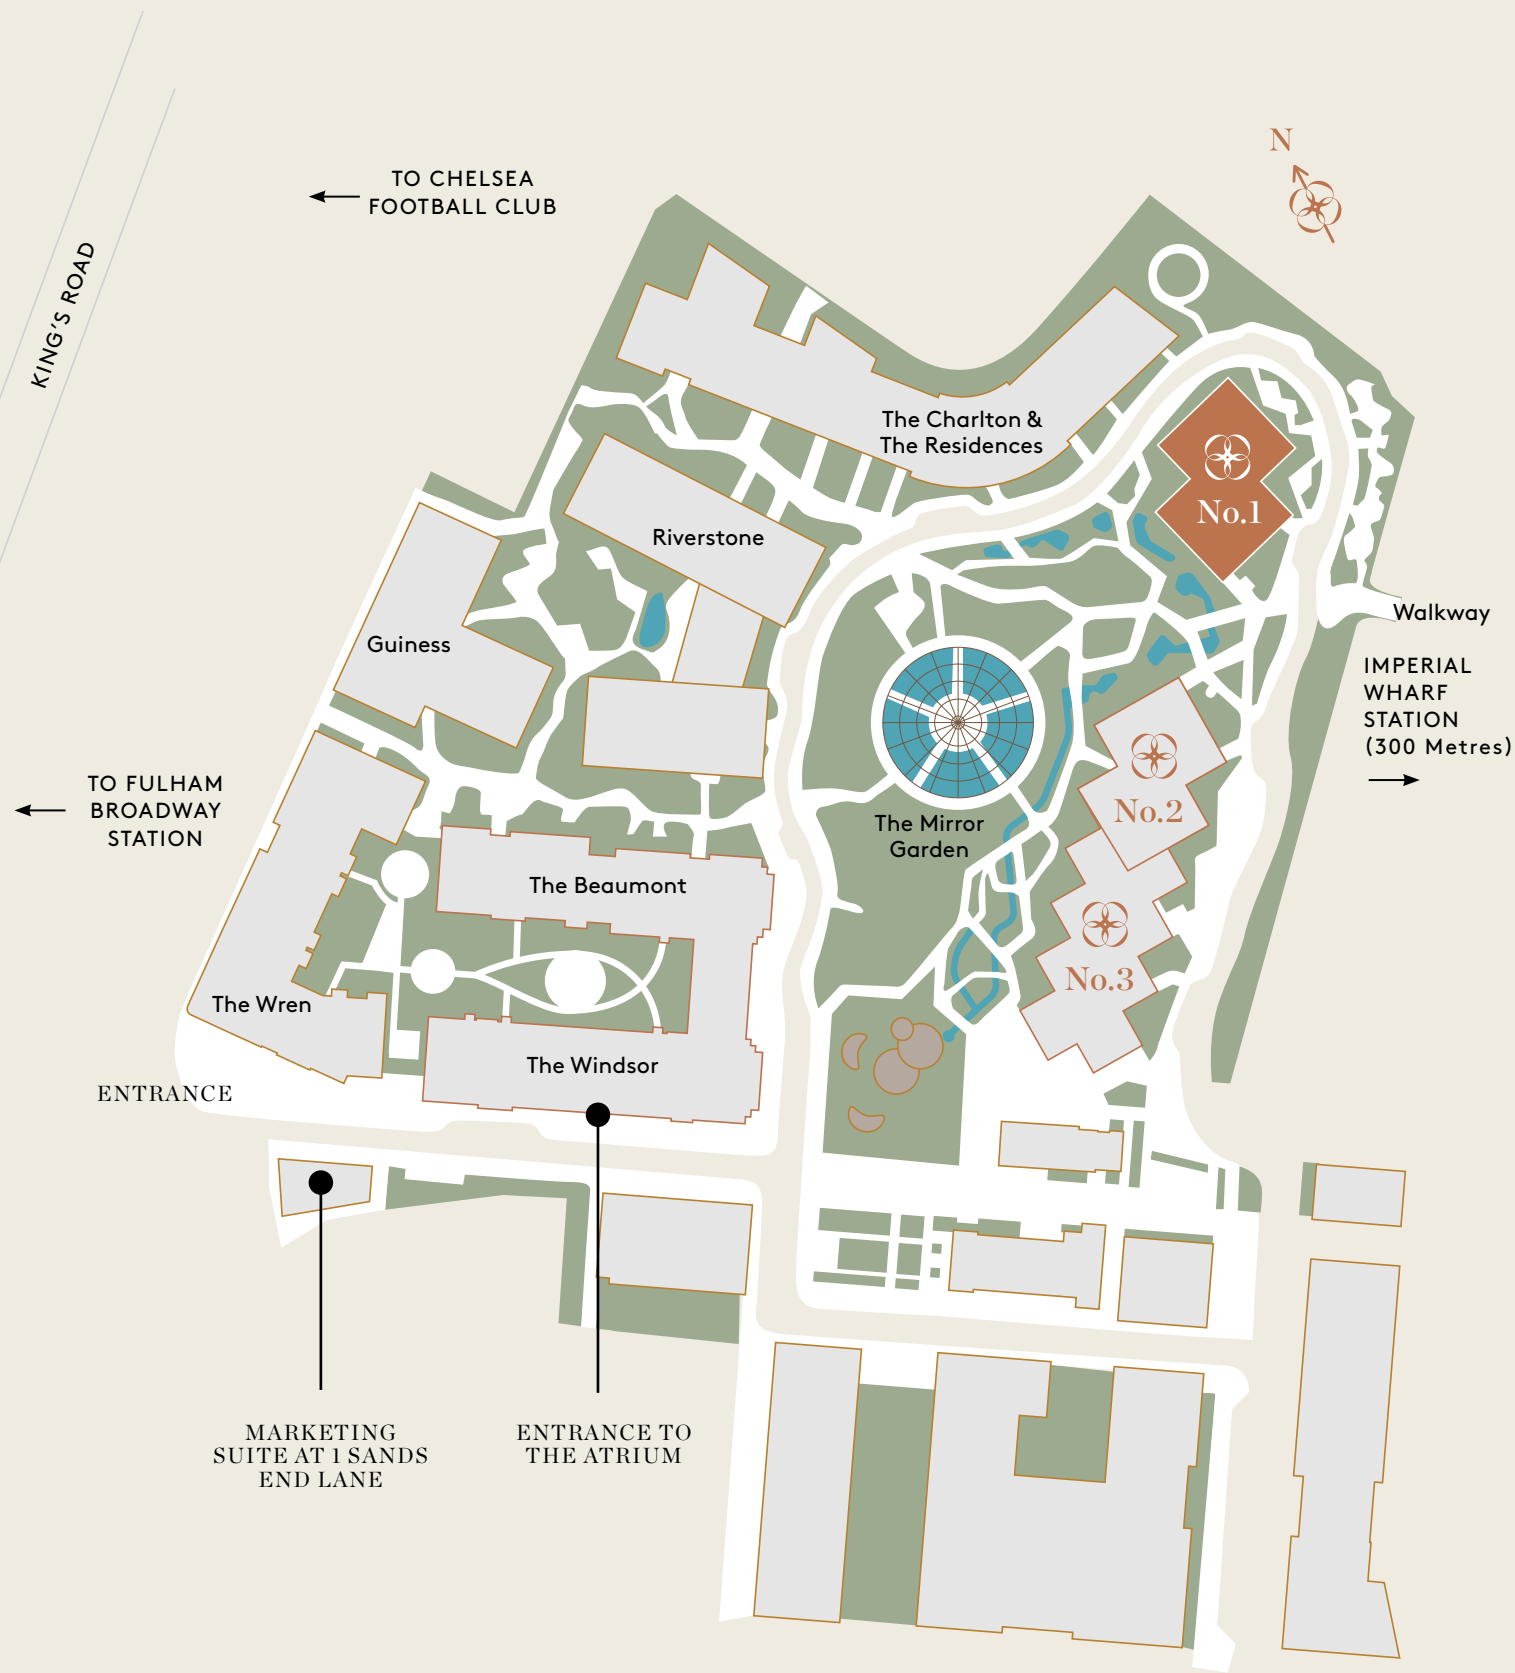 N
TO CHELSEA
FOOTBALL CLUB
KING'S ROAD
The Charlton &
The Residences
No.1
Riverstone
Walkway
Guiness
IMPERIAL
WHARF
STATION
(300 Metres)
TO FULHAM
BROADWAY
STATION
No.2
The Mirror
Garden
The Beaumont
No.3
The Wren
The Windsor
ENTRANCE
MARKETING
SUITE AT 1 SANDS
END LANE
ENTRANCE TO
THE ATRIUM